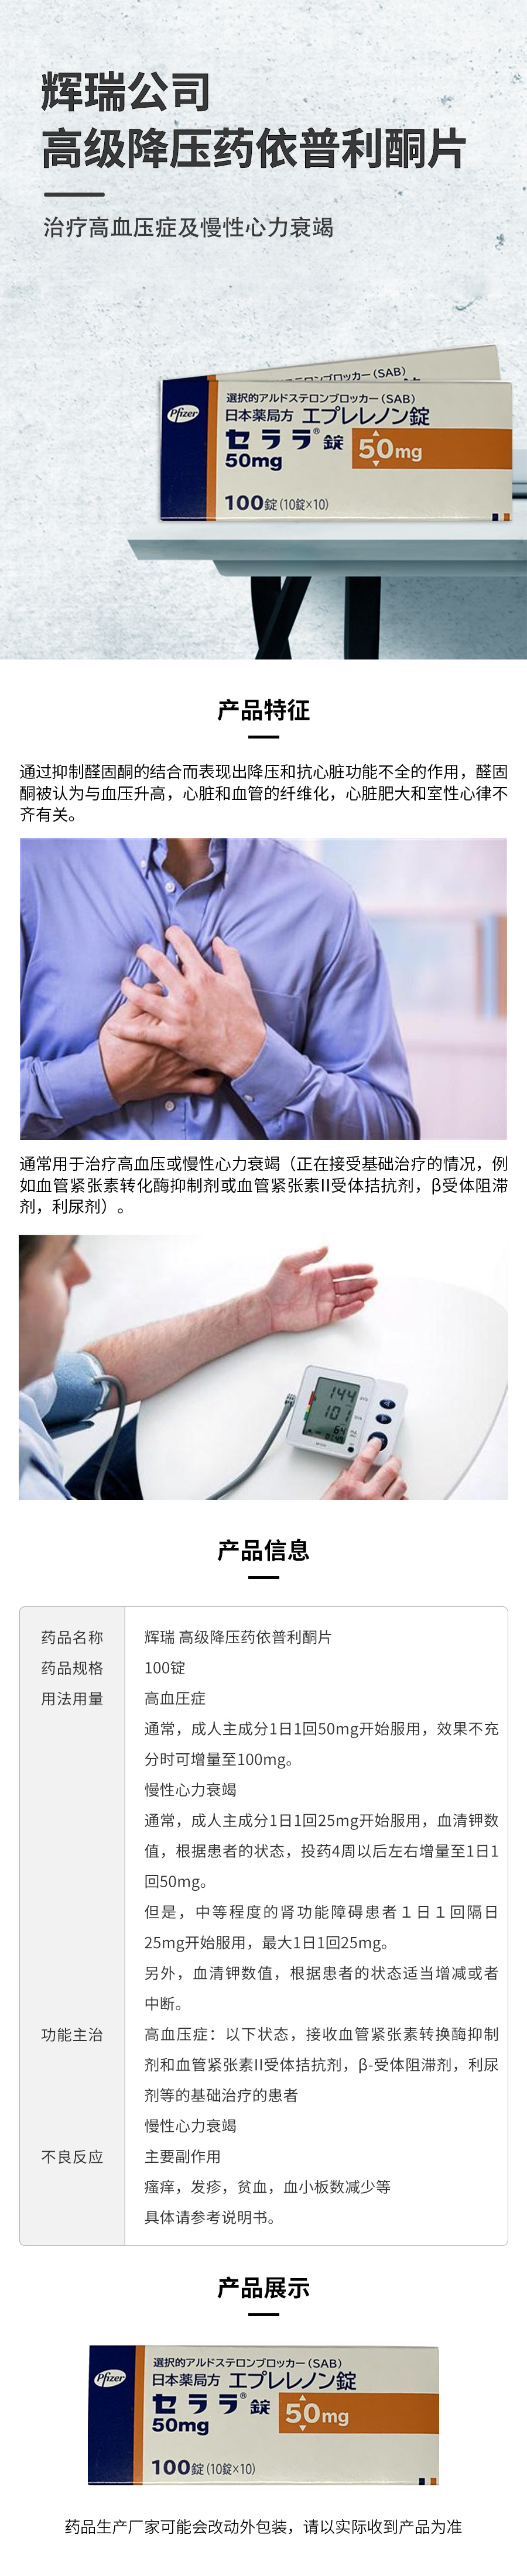 辉瑞公司
高级降压药依普利酮片
治疗高血压症及慢性心力衰竭
ロンブロッカー（SAB）
Pfizer
選択的アルドステロンブロッカー（SAB）
日本薬局方 エプレレノン錠
セララ®錠 50mg
50mg
100錠（10錠×10）
产品特征
通过抑制醛固酮的结合而表现出降压和抗心脏功能不全的作用，醛固
酮被认为与血压升高，心脏和血管的纤维化，心脏肥大和室性心律不
齐有关。
通常用于治疗高血压或慢性心力衰竭（正在接受基础治疗的情况，例
如血管紧张素转化酶抑制剂或血管紧张素II受体拮抗剂，β受体阻滞
剂，利尿剂）。
144
101
64
产品信息
药品名称 辉瑞 高级降压药依普利酮片
药品规格 100锭
用法用量 高血圧症
通常，成人主成分1日1回50mg开始服用，效果不充
分时可增量至100mg。
慢性心力衰竭
通常，成人主成分1日1回25mg开始服用，血清钾数
值，根据患者的状态，投药4周以后左右增量至1日1
回50mg。
但是，中等程度的肾功能障碍患者１日１回隔日
25mg开始服用，最大1日1回25mg。
另外，血清钾数值，根据患者的状态适当增减或者
中断。
功能主治 高血压症：以下状态，接收血管紧张素转换酶抑制
剂和血管紧张素II受体拮抗剂，β-受体阻滞剂，利尿
剂等的基础治疗的患者
慢性心力衰竭
不良反应 主要副作用
瘙痒，发疹，贫血，血小板数减少等
具体请参考说明书。
产品展示
Pfizer
選択的アルドステロンブロッカー（SAB）
日本薬局方 エプレレノン錠
セララ®錠 50mg
50mg
100錠（10錠×10）
药品生产厂家可能会改动外包装，请以实际收到产品为准